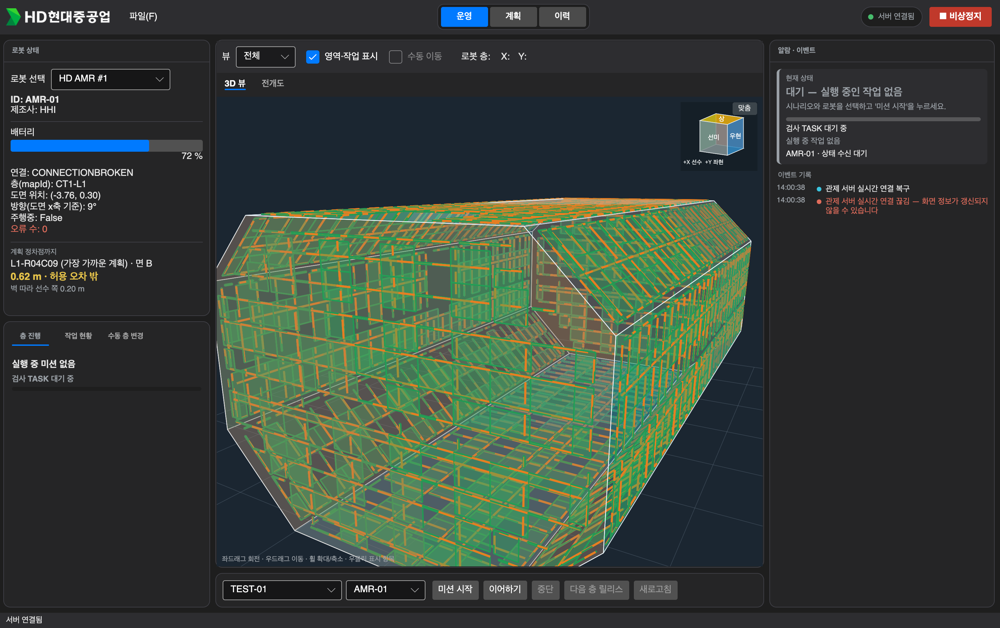 HD현대중공업
파일(F)
운영
계획
이력
서버 연결됨
비상정지
로봇 상태
로봇 선택
HD AMR #1
ID: AMR-01
제조사: HHI
배터리
72 %
연결: CONNECTIONBROKEN
층(mapId): CT1-L1
도면 위치: (-3.76, 0.30)
방향(도면 x축 기준): 9°
주행중: False
오류 수: 0
계획 정차점까지
L1-R04C09 (가장 가까운 계획) · 면 B
0.62 m · 허용 오차 밖
벽 따라 선수 쪽 0.20 m
층 진행
작업 현황
수동 층 변경
실행 중 미션 없음
검사 TASK 대기 중
뷰
전체
영역·작업 표시
수동 이동
로봇 층:
X:
Y:
3D 뷰
전개도
맞춤
상
선미
우현
+X 선수 +Y 좌현
좌드래그 회전 · 우드래그 이동 · 휠 확대/축소 · 우클릭 표시 항목
TEST-01
AMR-01
미션 시작
이어하기
중단
다음 층 릴리스
새로고침
알람 · 이벤트
현재 상태
대기 — 실행 중인 작업 없음
시나리오와 로봇을 선택하고 '미션 시작'을 누르세요.
검사 TASK 대기 중
실행 중 작업 없음
AMR-01 · 상태 수신 대기
이벤트 기록
14:00:38 관제 서버 실시간 연결 복구
14:00:38 관제 서버 실시간 연결 끊김 — 화면 정보가 갱신되지
않을 수 있습니다
서버 연결됨